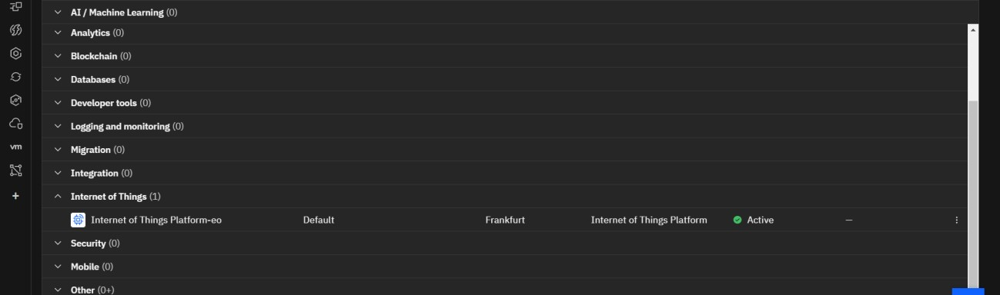 AI / Machine Learning (0)
Analytics (0)
Blockchain (0)
Databases (0)
Developer tools (0)
Logging and monitoring (0)
Migration (0)
vm
Integration (0)
Internet of Things (1)
Internet of Things Platform-eo Default Frankfurt Internet of Things Platform Active —
Security (0)
Mobile (0)
Other (0+)